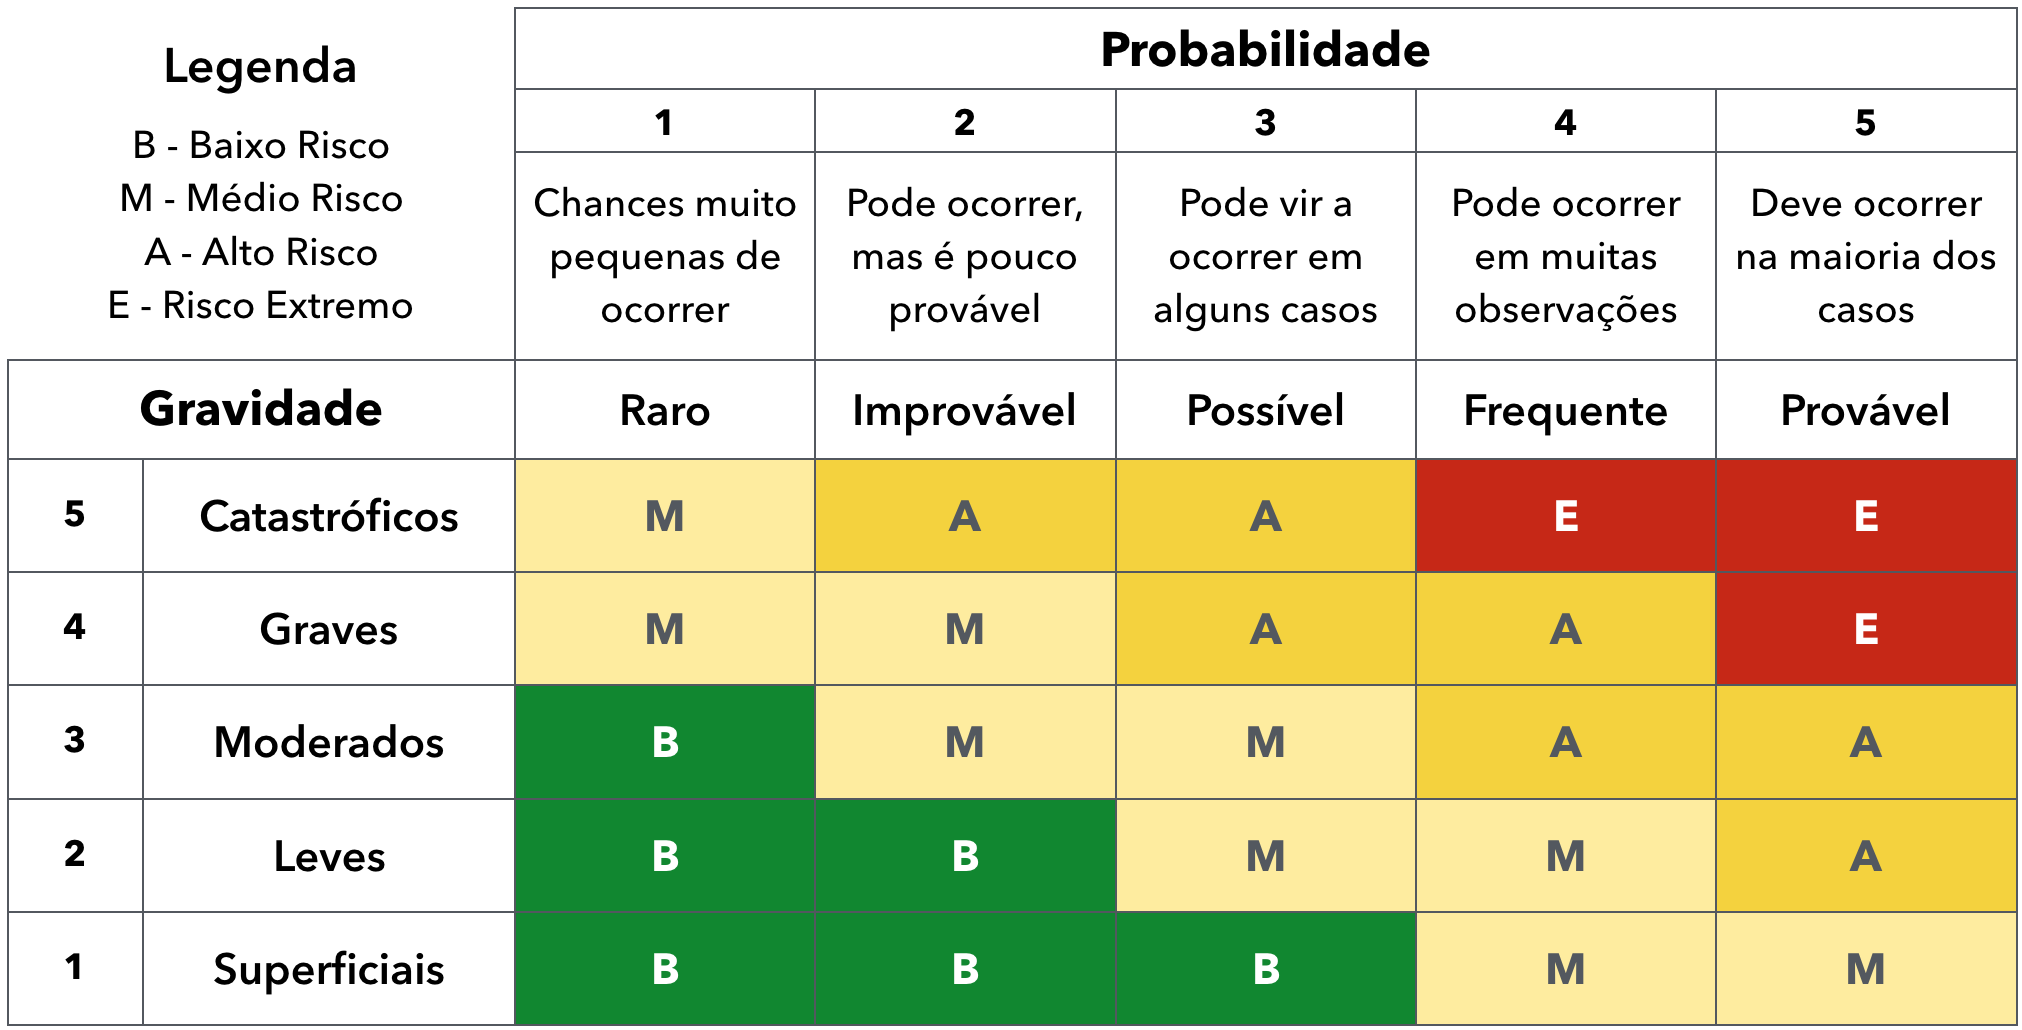 Legenda
B - Baixo Risco
M - Médio Risco
A - Alto Risco
E - Risco Extremo
Probabilidade
1 2 3 4 5
Chances muito pequenas de ocorrer
Pode ocorrer, mas é pouco provável
Pode vir a ocorrer em alguns casos
Pode ocorrer em muitas observações
Deve ocorrer na maioria dos casos
Gravidade Raro Improvável Possível Frequente Provável
5 Catastróficos M A A E E
4 Graves M M A A E
3 Moderados B M M A A
2 Leves B B M M A
1 Superficiais B B B M M